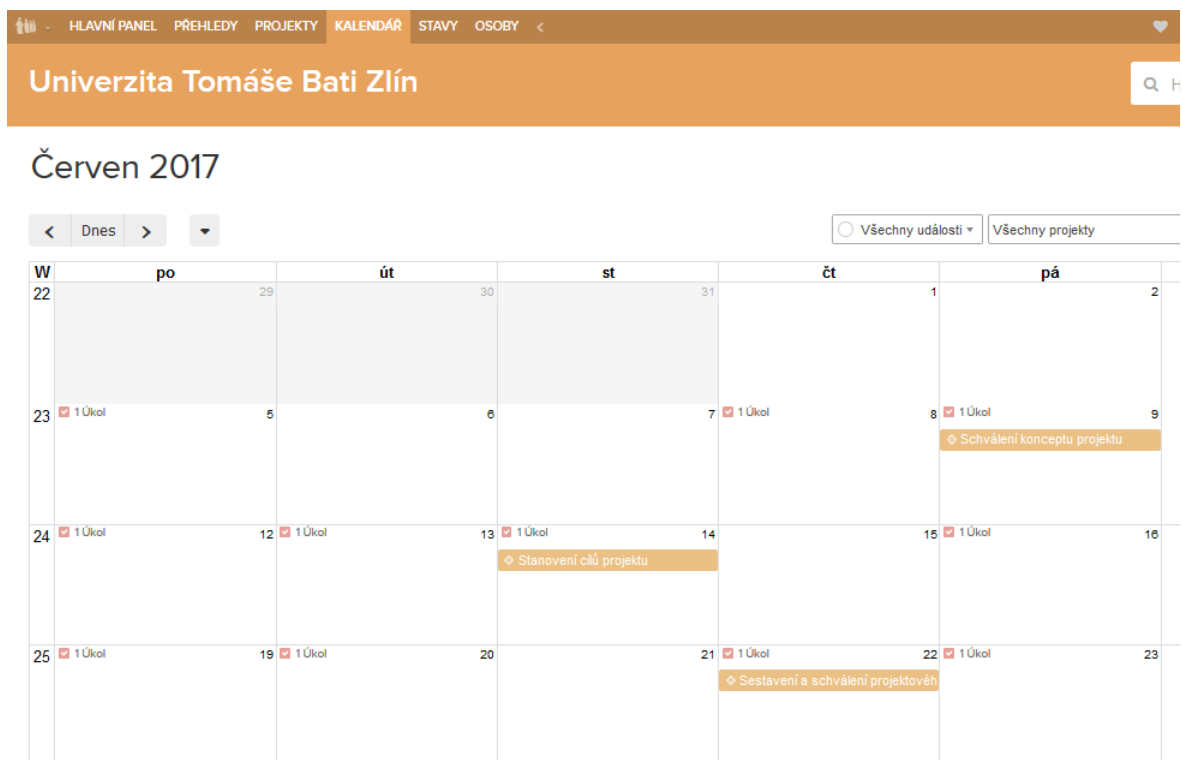 HLAVNÍ PANEL PŘEHLEDY PROJEKTY KALENDÁŘ STAVY OSOBY <
Univerzita Tomáše Bati Zlín
H
Červen 2017
< Dnes >
Všechny události Všechny projekty
W po út st čt pá
22 29 30 31 1 2
23 1 Úkol 5 6 7 1 Úkol 8 1 Úkol 9
Schválení konceptu projektu
24 1 Úkol 12 1 Úkol 13 1 Úkol 14 15 1 Úkol 16
Stanovení cílů projektu
25 1 Úkol 19 1 Úkol 20 21 1 Úkol 22 1 Úkol 23
Sestavení a schválení projektovéh